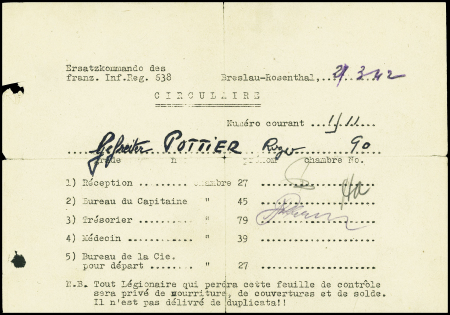 Ersatzkommando des
franz. Inf.Reg. 638 Breslau-Rosenthal, 21.3.42
CIRCULAIRE
Numéro courant ....11....
Gefreiter POTTIER Roger 90
grade n prénom chambre No.
1) Réception ........ chambre 27
2) Bureau du Capitaine " 45
3) Trésorier ........ " 79
4) Médecin ........ " 39
5) Bureau de la Cie.
pour départ ........ " 27
N.B. Tout Légionaire qui perdra cette feuille de contrôle
sera privé de nourriture, de couvertures et de solde.
Il n'est pas délivré de duplicata!!